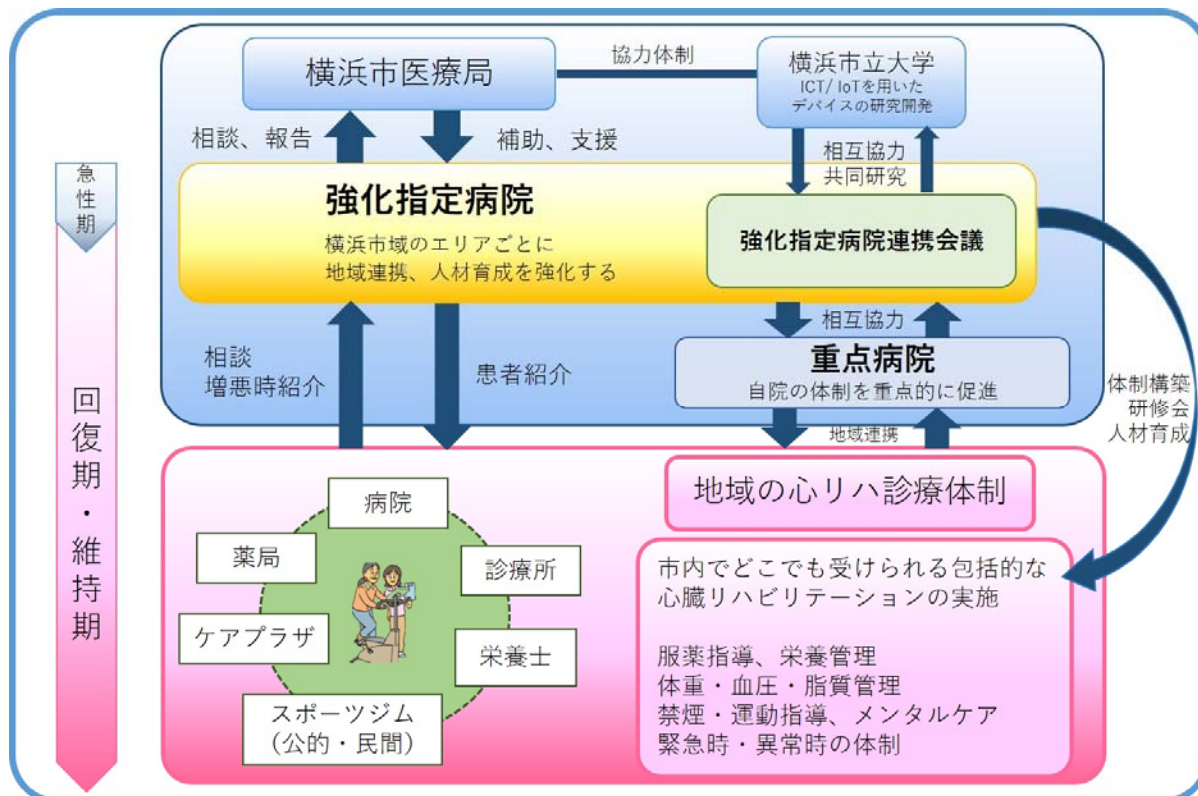 横浜市医療局
協力体制
横浜市立大学
ICT/ IoTを用いた
デバイスの研究開発
相談、報告
補助、支援
相互協力
共同研究
急性期
強化指定病院
横浜市域のエリアごとに
地域連携、人材育成を強化する
強化指定病院連携会議
相互協力
相談
増悪時紹介
患者紹介
重点病院
自院の体制を重点的に促進
地域連携
体制構築
研修会
人材育成
回復期・維持期
地域の心リハ診療体制
病院
薬局
診療所
ケアプラザ
栄養士
スポーツジム
(公的・民間)
市内でどこでも受けられる包括的な
心臓リハビリテーションの実施
服薬指導、栄養管理
体重・血圧・脂質管理
禁煙・運動指導、メンタルケア
緊急時・異常時の体制